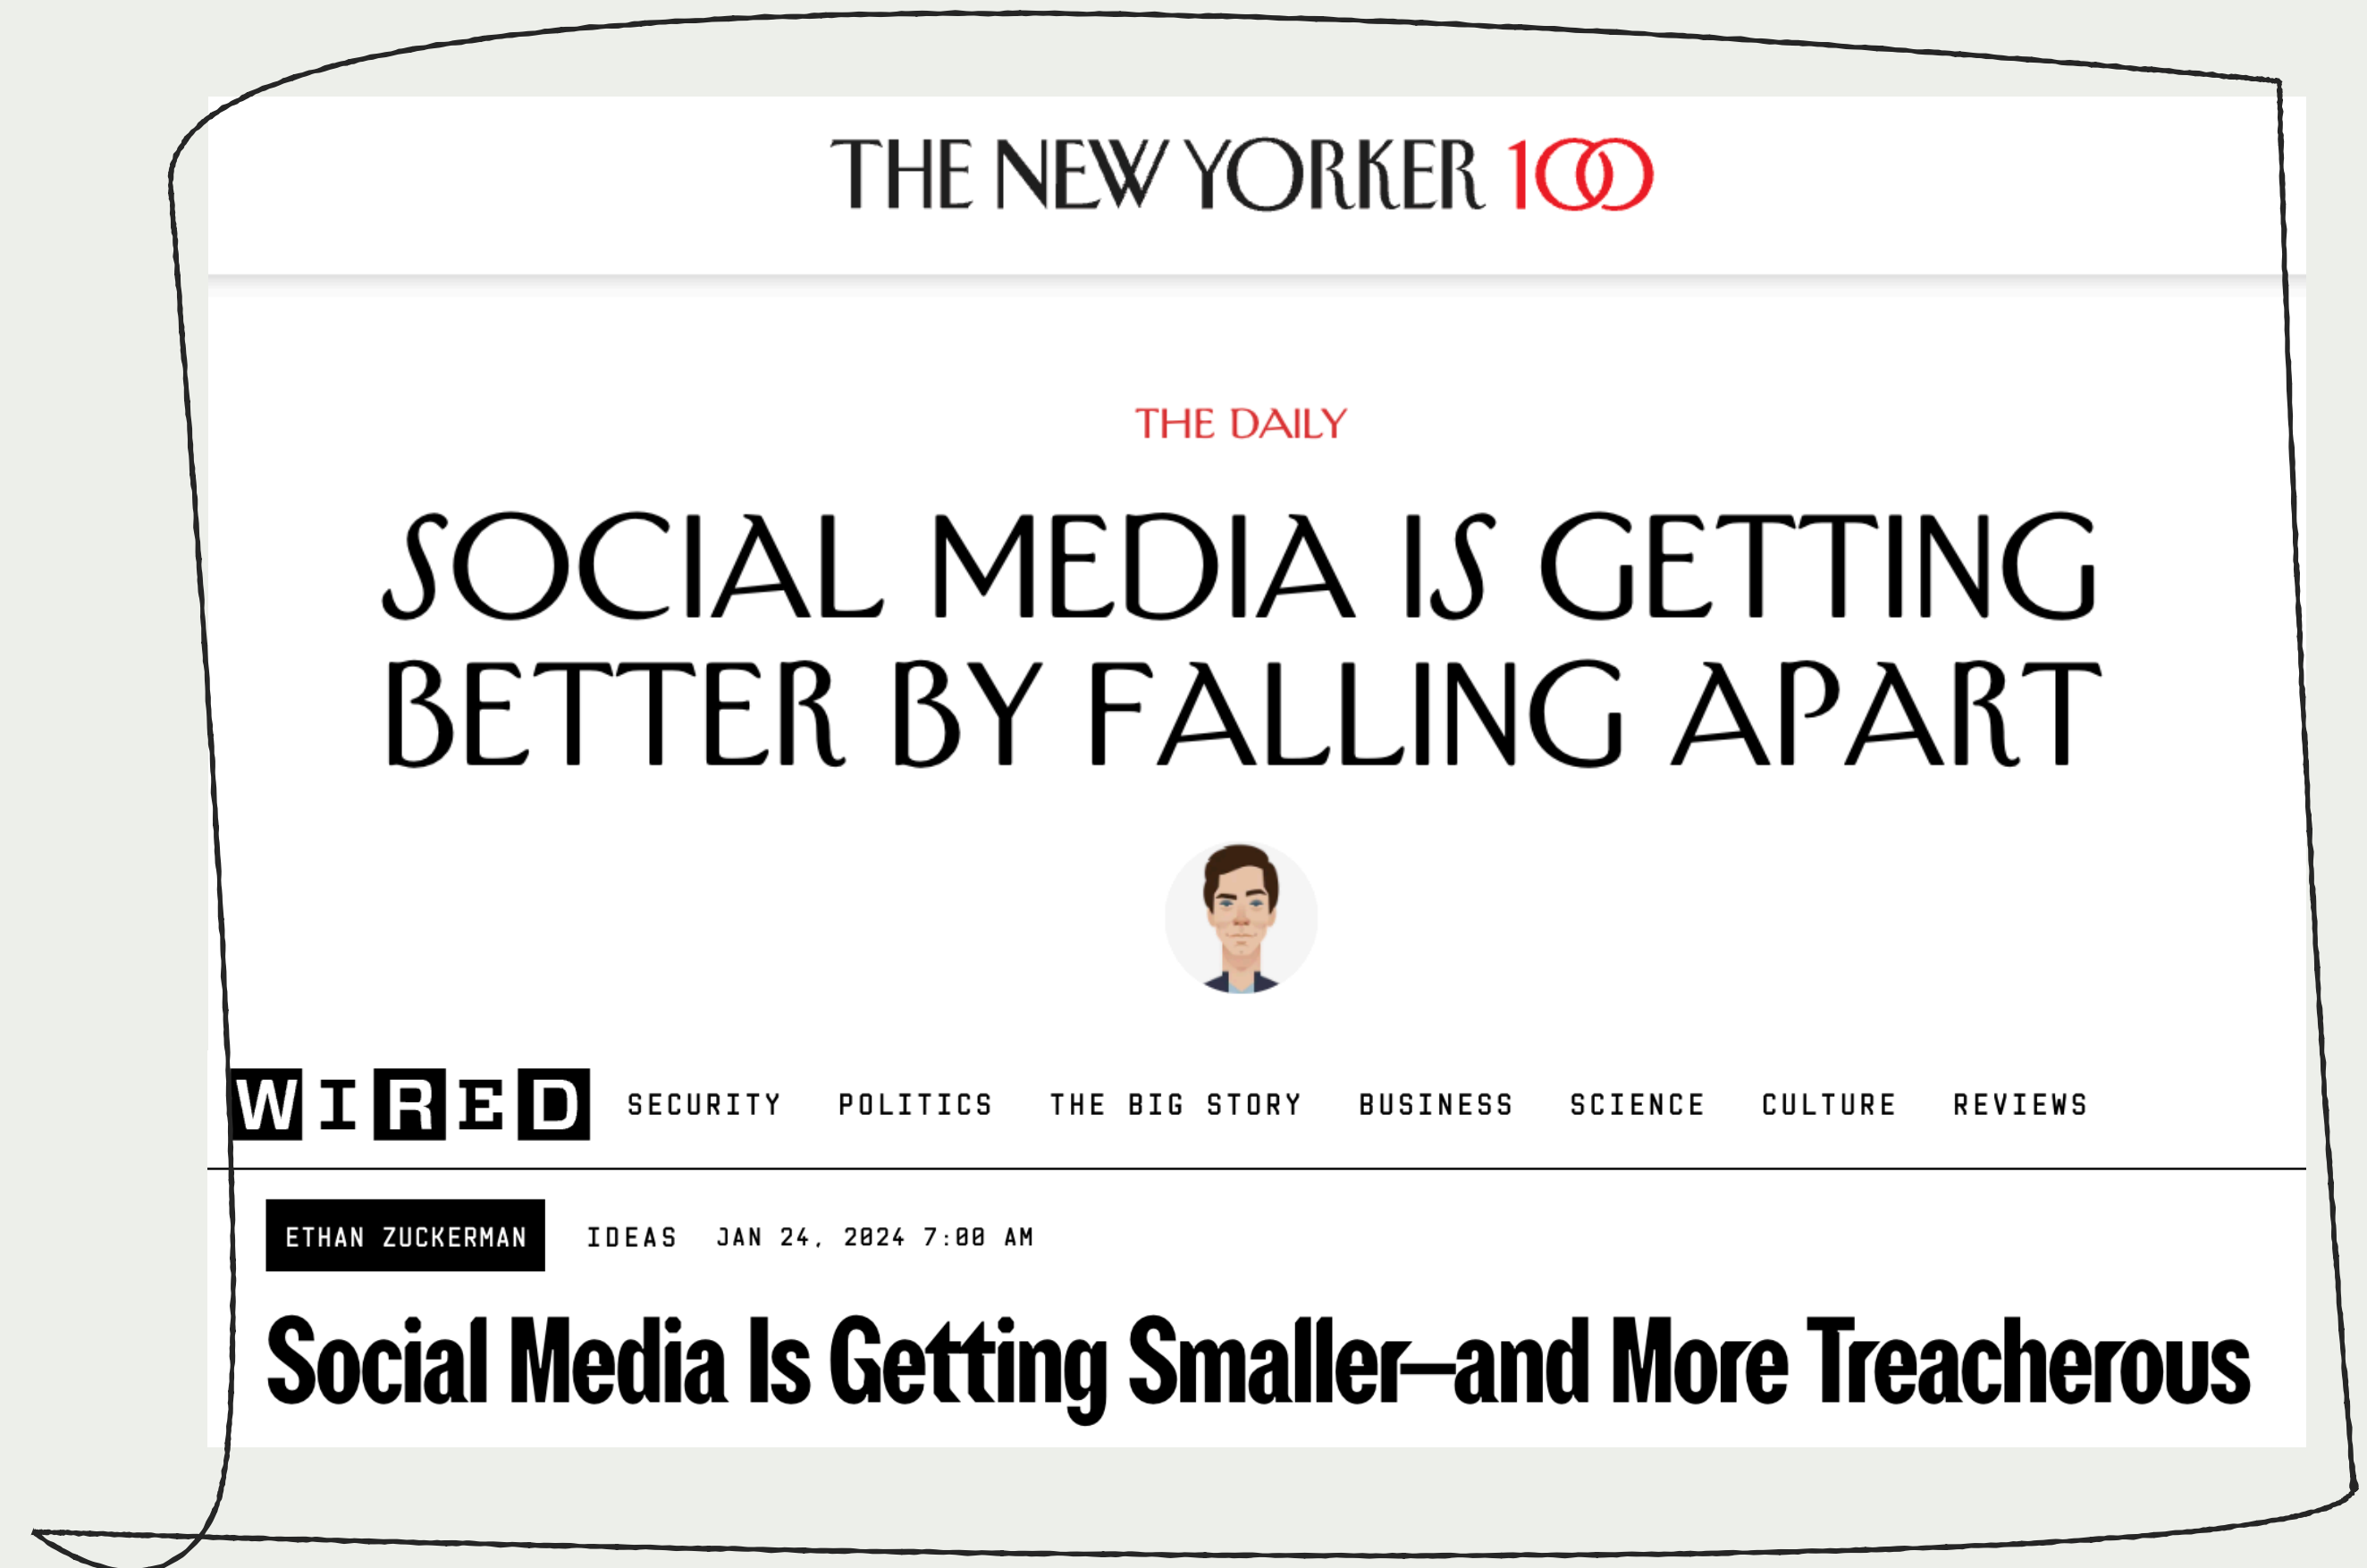 THE NEW YORKER 100
THE DAILY
SOCIAL MEDIA IS GETTING
BETTER BY FALLING APART
WIRED SECURITY POLITICS THE BIG STORY BUSINESS SCIENCE CULTURE REVIEWS
ETHAN ZUCKERMAN IDEAS JAN 24, 2024 7:00 AM
Social Media Is Getting Smaller—and More Treacherous